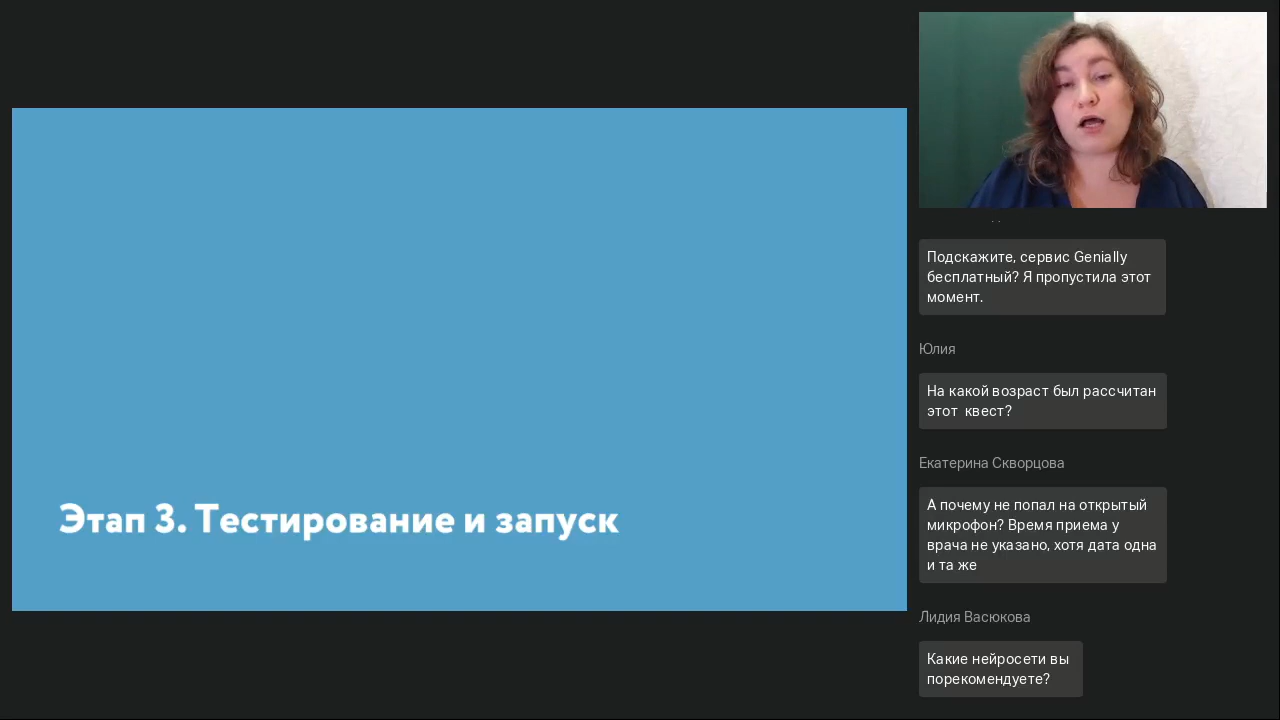 Этап 3. Тестирование и запуск
Подскажите, сервис Genially
бесплатный? Я пропустила этот
момент.
Юлия
На какой возраст был рассчитан
этот квест?
Екатерина Скворцова
А почему не попал на открытый
микрофон? Время приема у
врача не указано, хотя дата одна
и та же
Лидия Васюкова
Какие нейросети вы
порекомендуете?